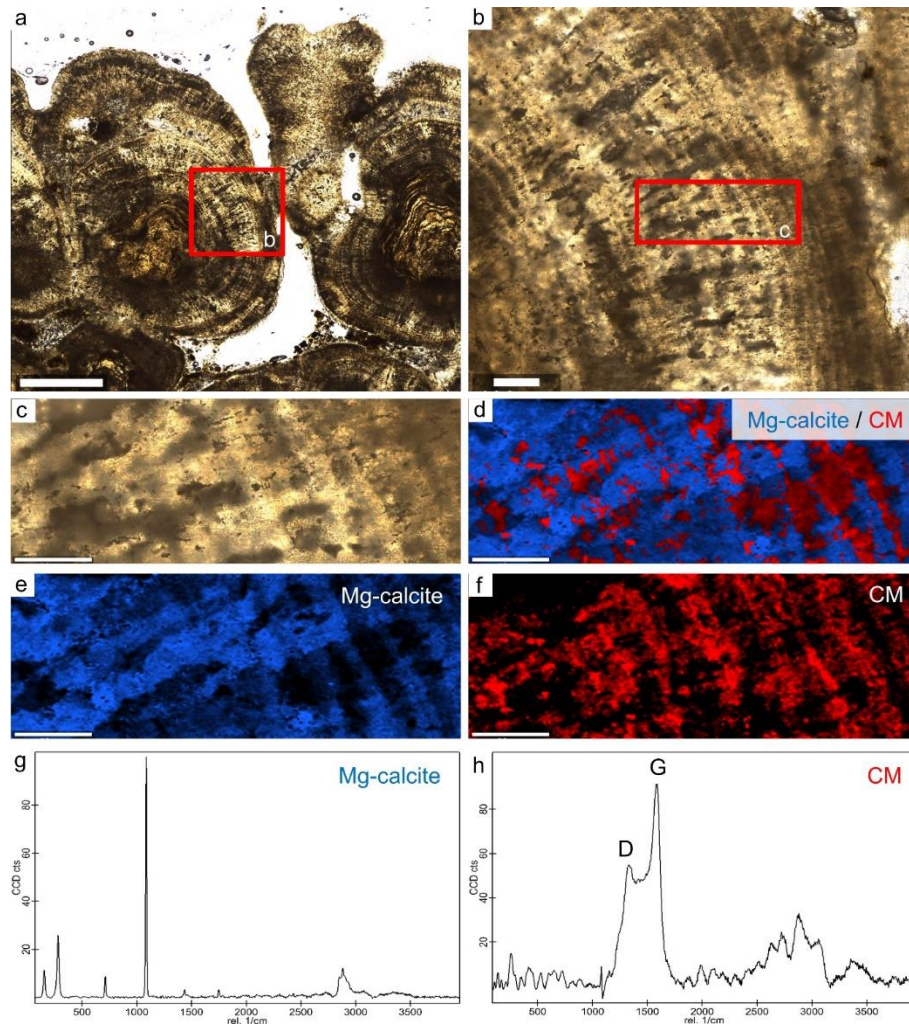 a
b
b
c
c
d
Mg-calcite / CM
e
Mg-calcite
f
CM
g
Mg-calcite
80
60
40
20
CCD cts
500 1000 1500 2000 2500 3000 3500
rel. 1/cm
h
CM
D
G
80
60
40
20
CCD cts
500 1000 1500 2000 2500 3000 3500
rel. 1/cm